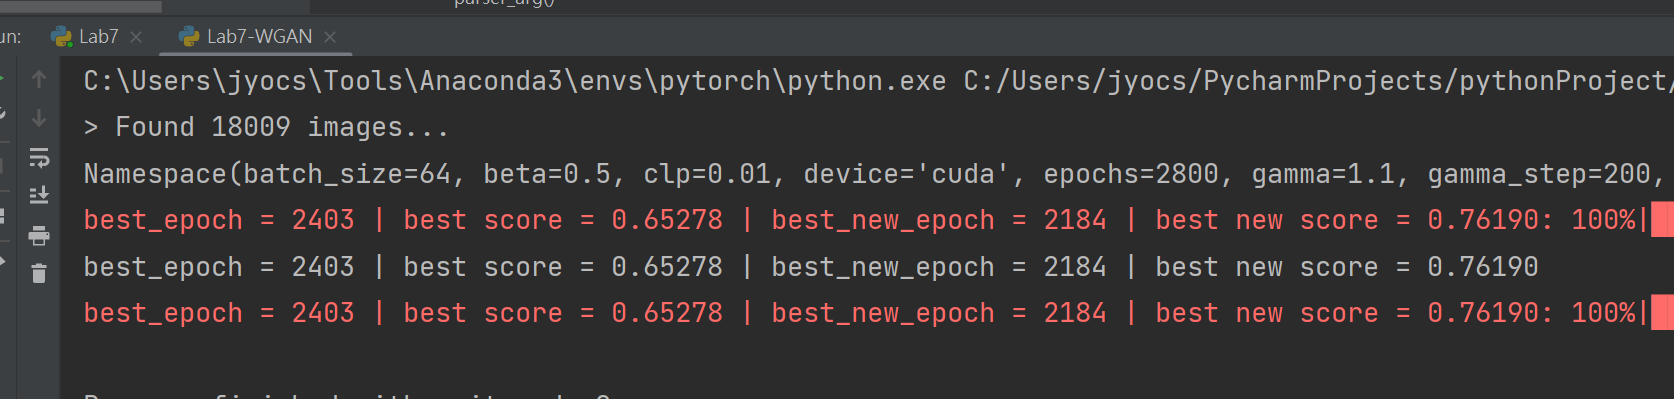 parser_arg()
un: Lab7 Lab7-WGAN
C:\Users\jyocs\Tools\Anaconda3\envs\pytorch\python.exe C:/Users/jyocs/PycharmProjects/pythonProject/
> Found 18009 images...
Namespace(batch_size=64, beta=0.5, clp=0.01, device='cuda', epochs=2800, gamma=1.1, gamma_step=200,
best_epoch = 2403 | best score = 0.65278 | best_new_epoch = 2184 | best new score = 0.76190: 100%|
best_epoch = 2403 | best score = 0.65278 | best_new_epoch = 2184 | best new score = 0.76190
best_epoch = 2403 | best score = 0.65278 | best_new_epoch = 2184 | best new score = 0.76190: 100%|